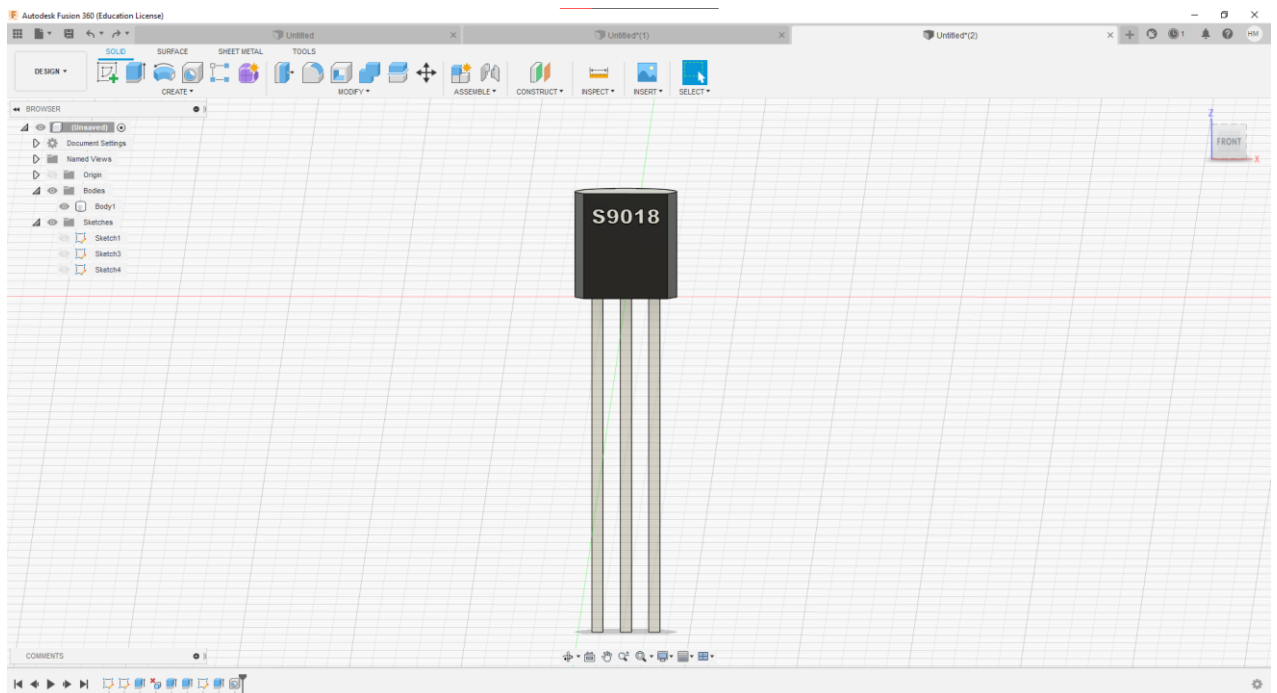 Autodesk Fusion 360 (Education License)
Untitled
Untitled*(1)
Untitled*(2)
1
HM
SOLID SURFACE SHEET METAL TOOLS
DESIGN
CREATE MODIFY ASSEMBLE CONSTRUCT INSPECT INSERT SELECT
BROWSER
(Unsaved)
Document Settings
Named Views
Origin
Bodies
Body1
Sketches
Sketch1
Sketch3
Sketch4
Z
FRONT
X
S9018
COMMENTS